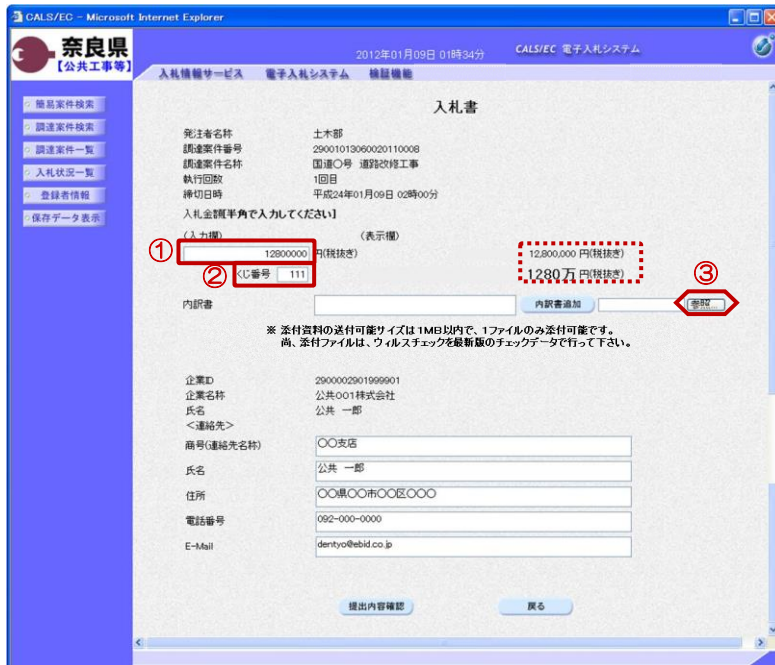 CALS/EC - Microsoft Internet Explorer
奈良県
【公共工事等】
2012年01月09日 01時34分
CALS/EC 電子入札システム
入札情報サービス 電子入札システム 検証機能
簡易案件検索
調達案件検索
調達案件一覧
入札状況一覧
登録者情報
保存データ表示
入札書
発注者名称 土木部
調達案件番号 29001013060020110008
調達案件名称 国道〇号 道路改修工事
執行回数 1回目
締切日時 平成24年01月09日 02時00分
入札金額[半角で入力してください]
(入力欄) (表示欄)
① 12800000 円(税抜き) 12,800,000 円(税抜き)
② くじ番号 111 1280万 円(税抜き)
③
内訳書 内訳書追加 参照...
※ 添付資料の送付可能サイズは1MB以内で、1ファイルのみ添付可能です。
尚、添付ファイルは、ウィルスチェックを最新版のチェックデータで行って下さい。
企業ID 2900002901999901
企業名称 公共001株式会社
氏名 公共 一郎
<連絡先>
商号(連絡先名称) 〇〇支店
氏名 公共 一郎
住所 〇〇県〇〇市〇〇区〇〇〇
電話番号 092-000-0000
E-Mail dentyo@ebid.co.jp
提出内容確認 戻る